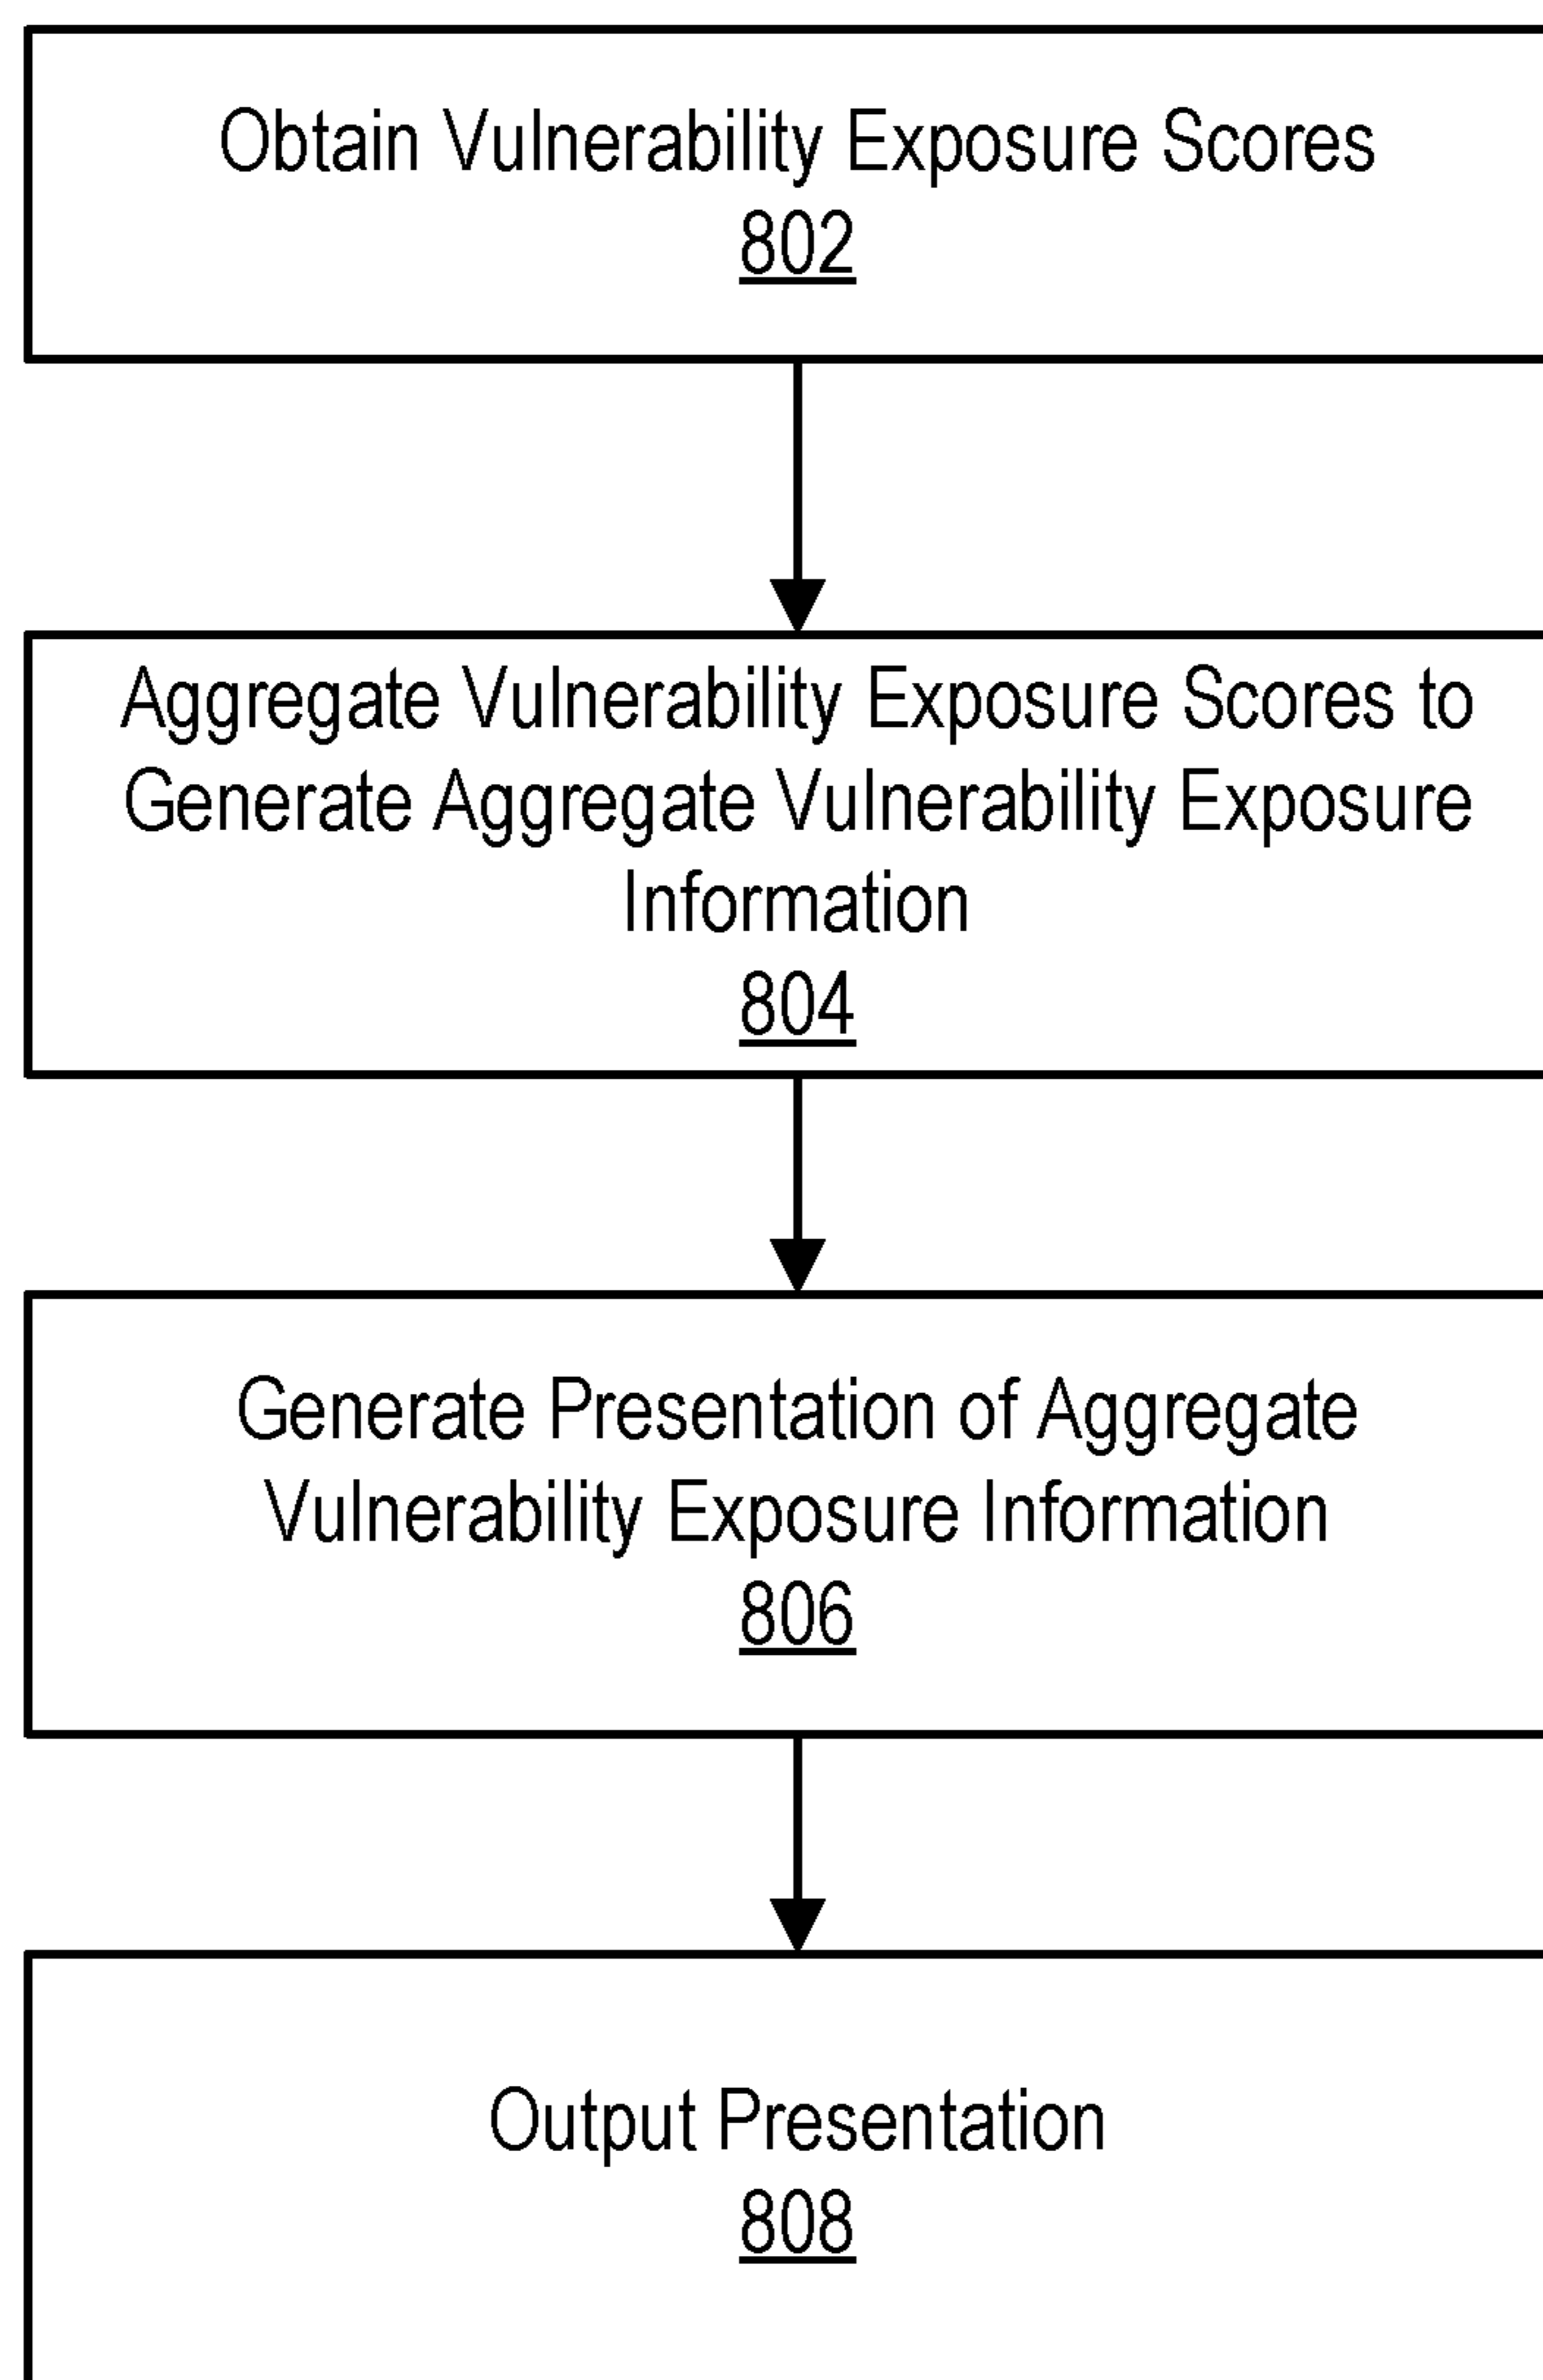 Obtain Vulnerability Exposure Scores
802
Aggregate Vulnerability Exposure Scores to
Generate Aggregate Vulnerability Exposure
Information
804
Generate Presentation of Aggregate
Vulnerability Exposure Information
806
Output Presentation
808